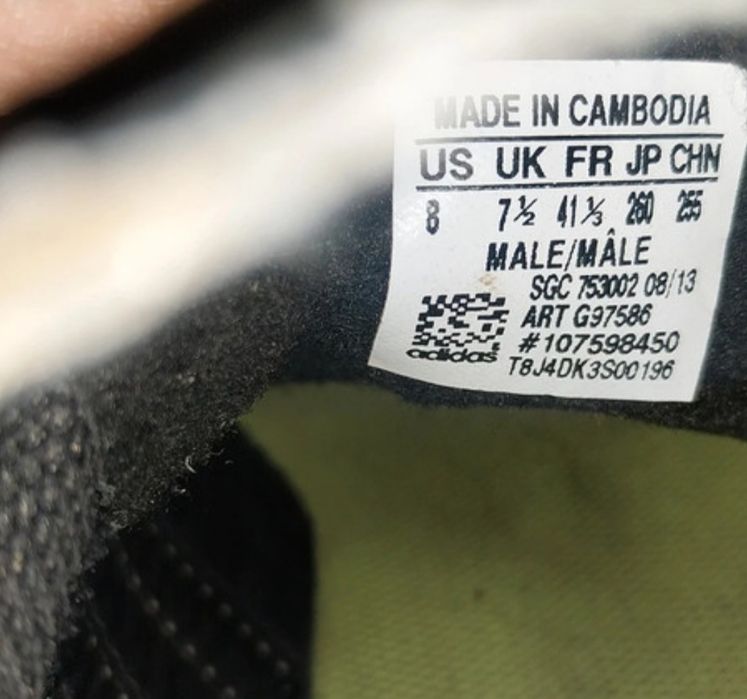 MADE IN CAMBODIA
US UK FR JP CHN
8 7½ 41⅓ 260 255
MALE/MÂLE
SGC 753002 08/13
ART G97586
#107598450
adidas T8J4DK3S00196